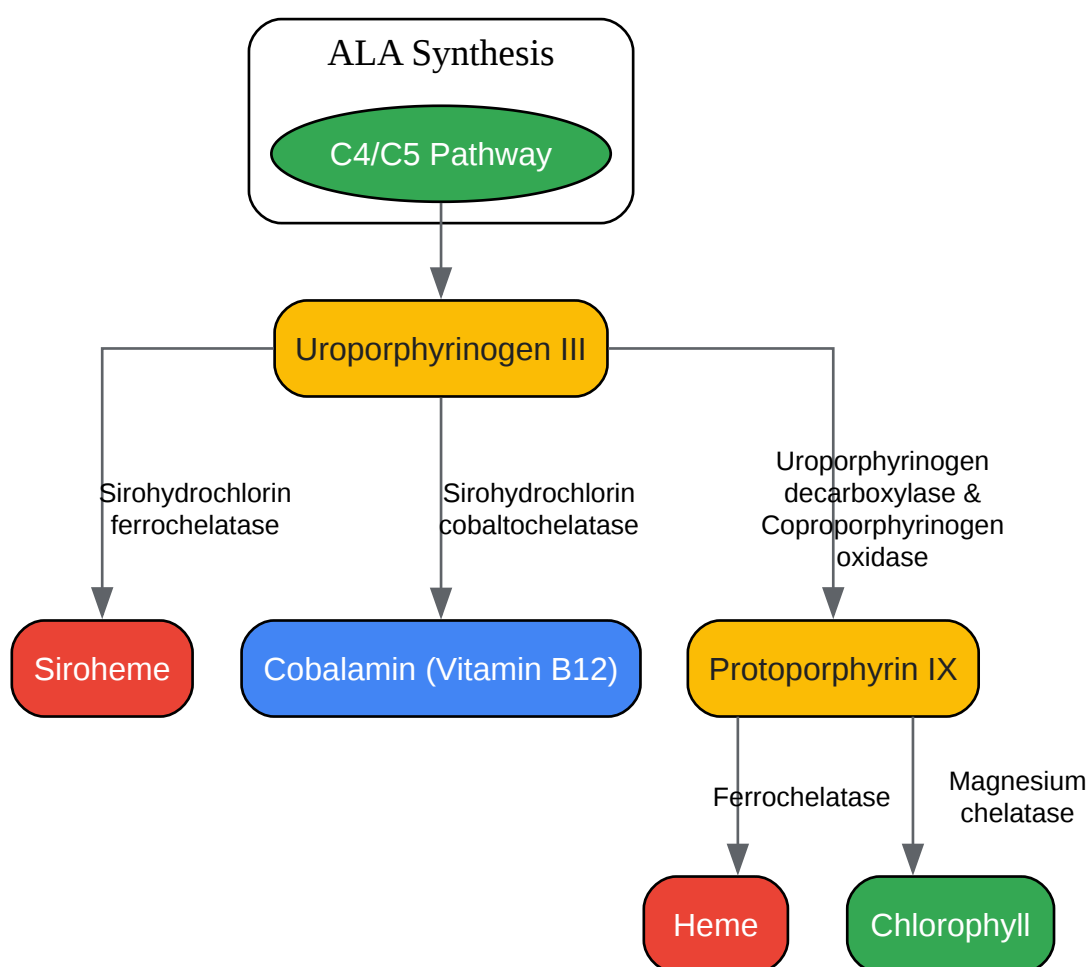 ALA Synthesis
C4/C5 Pathway
Uroporphyrinogen III
Sirohydrochlorin
ferrochelatase
Sirohydrochlorin
cobaltochelatase
Uroporphyrinogen
decarboxylase &
Coproporphyrinogen
oxidase
Siroheme
Cobalamin (Vitamin B12)
Protoporphyrin IX
Ferrochelatase
Magnesium
chelatase
Heme
Chlorophyll